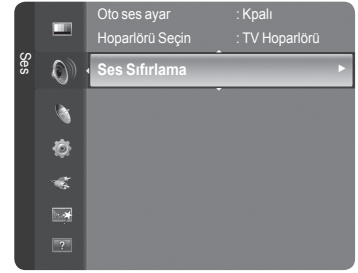 Ses
Oto ses ayar : Kpalı
Hoparlörü Seçin : TV Hoparlörü
Ses Sıfırlama
?